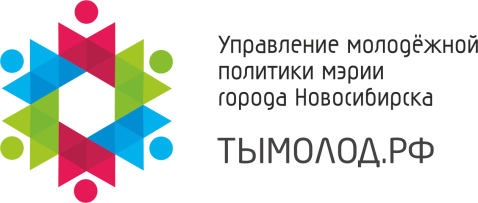 Управление молодёжной
политики мэрии
города Новосибирска
ТЫМОЛОД.РФ